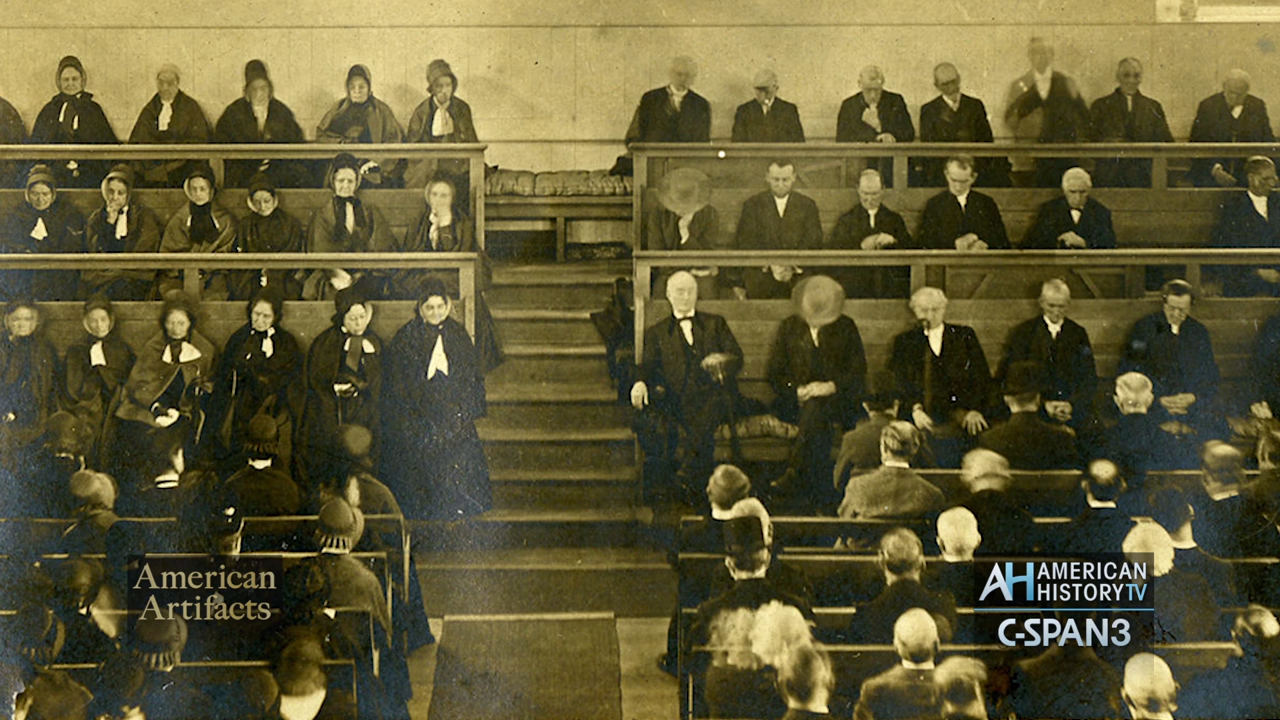 American
Artifacts
AH AMERICAN
HISTORY TV
C-SPAN3